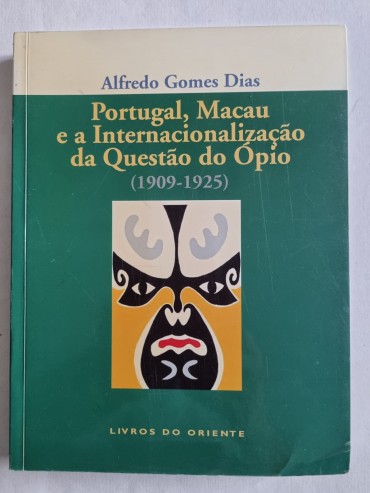 Alfredo Gomes Dias
Portugal, Macau
e a Internacionalização
da Questão do Ópio
(1909-1925)
LIVROS DO ORIENTE